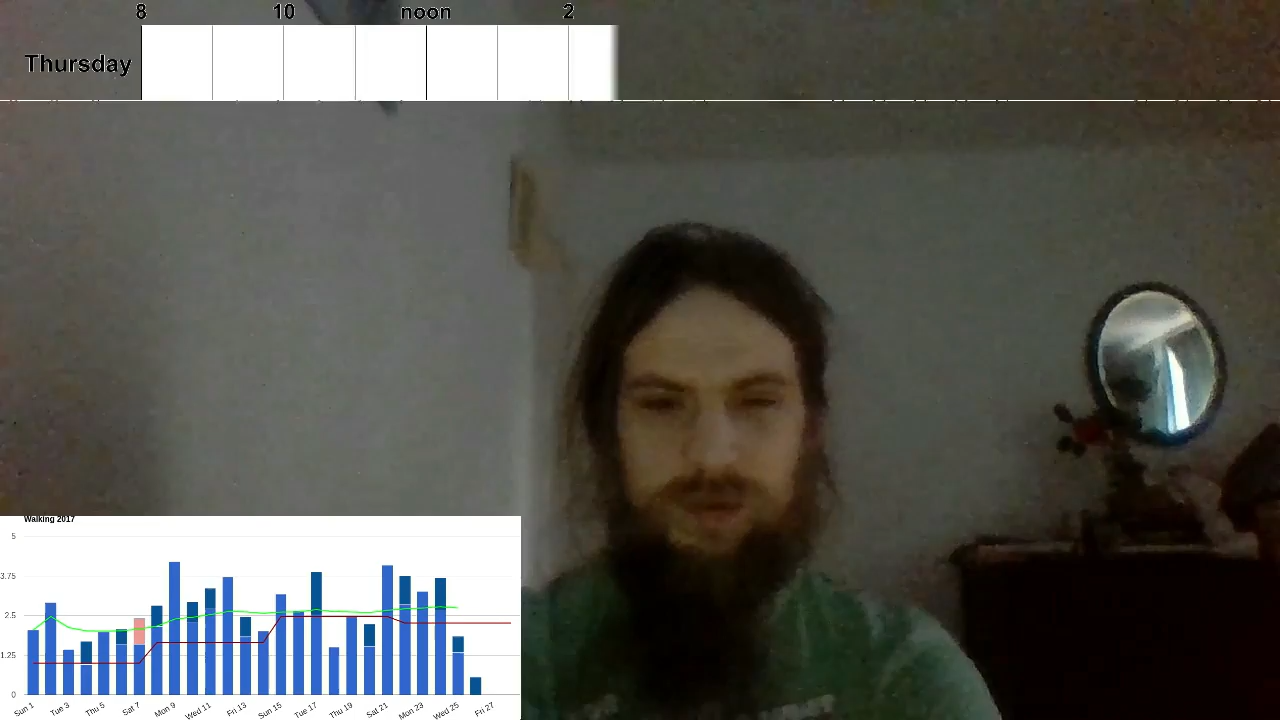 8 10 noon 2
Thursday
Walking 2017
5
3.75
2.5
1.25
0
Sun 1 Tue 3 Thu 5 Sat 7 Mon 9 Wed 11 Fri 13 Sun 15 Tue 17 Thu 19 Sat 21 Mon 23 Wed 25 Fri 27